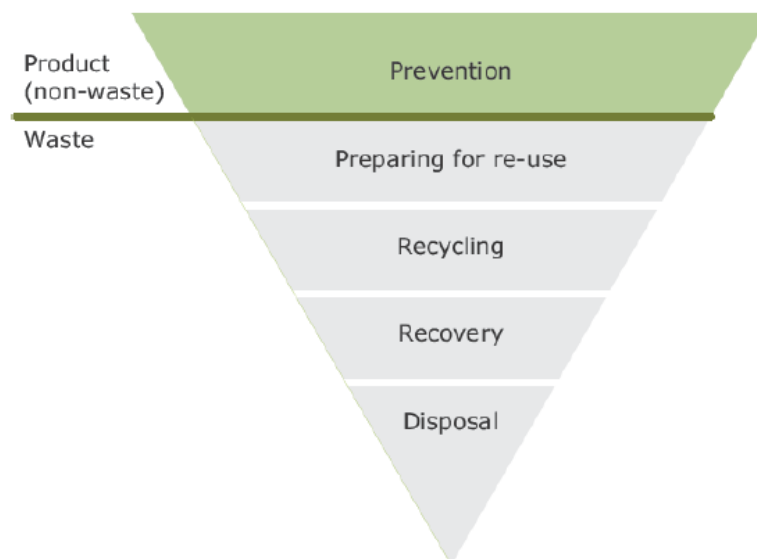 Product
(non-waste)
Prevention
Waste
Preparing for re-use
Recycling
Recovery
Disposal